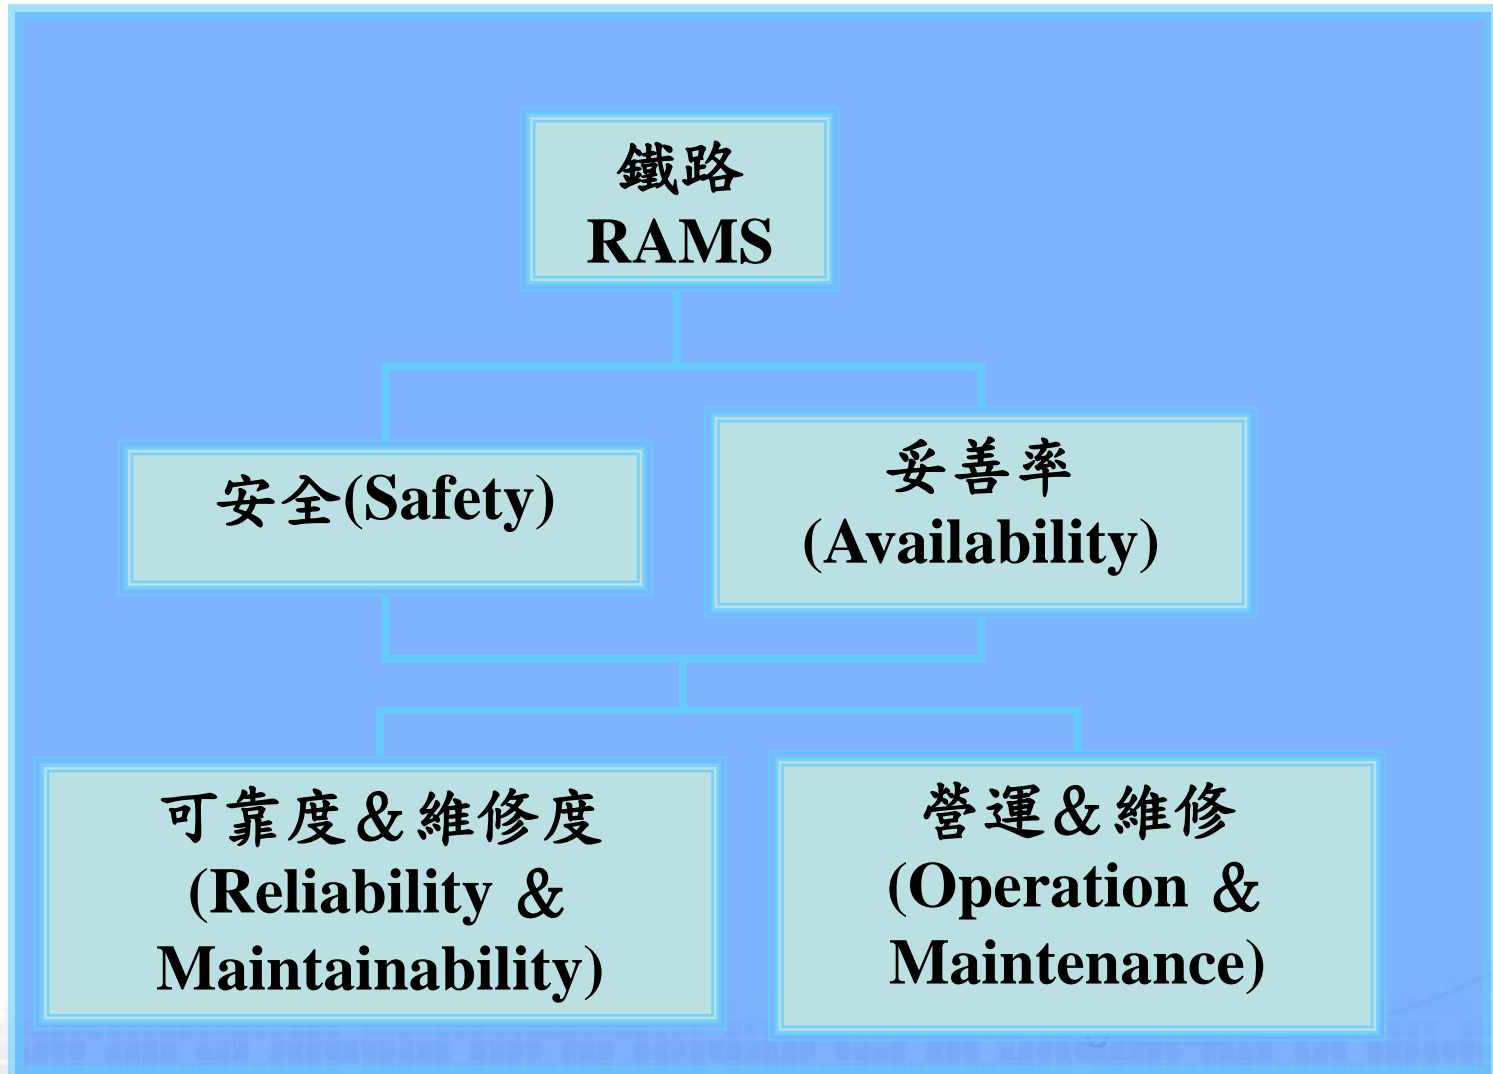 鐵路
RAMS
安全(Safety)
妥善率
(Availability)
可靠度＆維修度
(Reliability ＆
Maintainability)
營運＆維修
(Operation ＆
Maintenance)